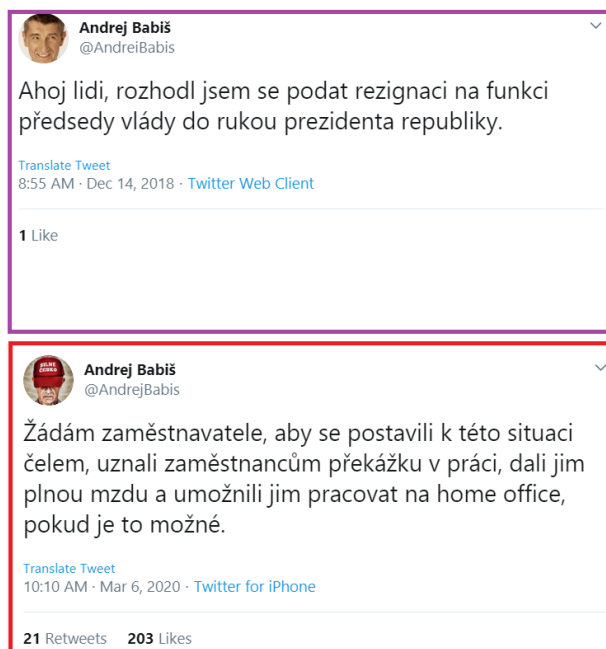 Andrej Babiš
@AndreiBabis
Ahoj lidi, rozhodl jsem se podat rezignaci na funkci
předsedy vlády do rukou prezidenta republiky.
Translate Tweet
8:55 AM · Dec 14, 2018 · Twitter Web Client
1 Like
SILNÉ
ČESKO
Andrej Babiš
@AndrejBabis
Žádám zaměstnavatele, aby se postavili k této situaci
čelem, uznali zaměstnancům překážku v práci, dali jim
plnou mzdu a umožnili jim pracovat na home office,
pokud je to možné.
Translate Tweet
10:10 AM · Mar 6, 2020 · Twitter for iPhone
21 Retweets 203 Likes